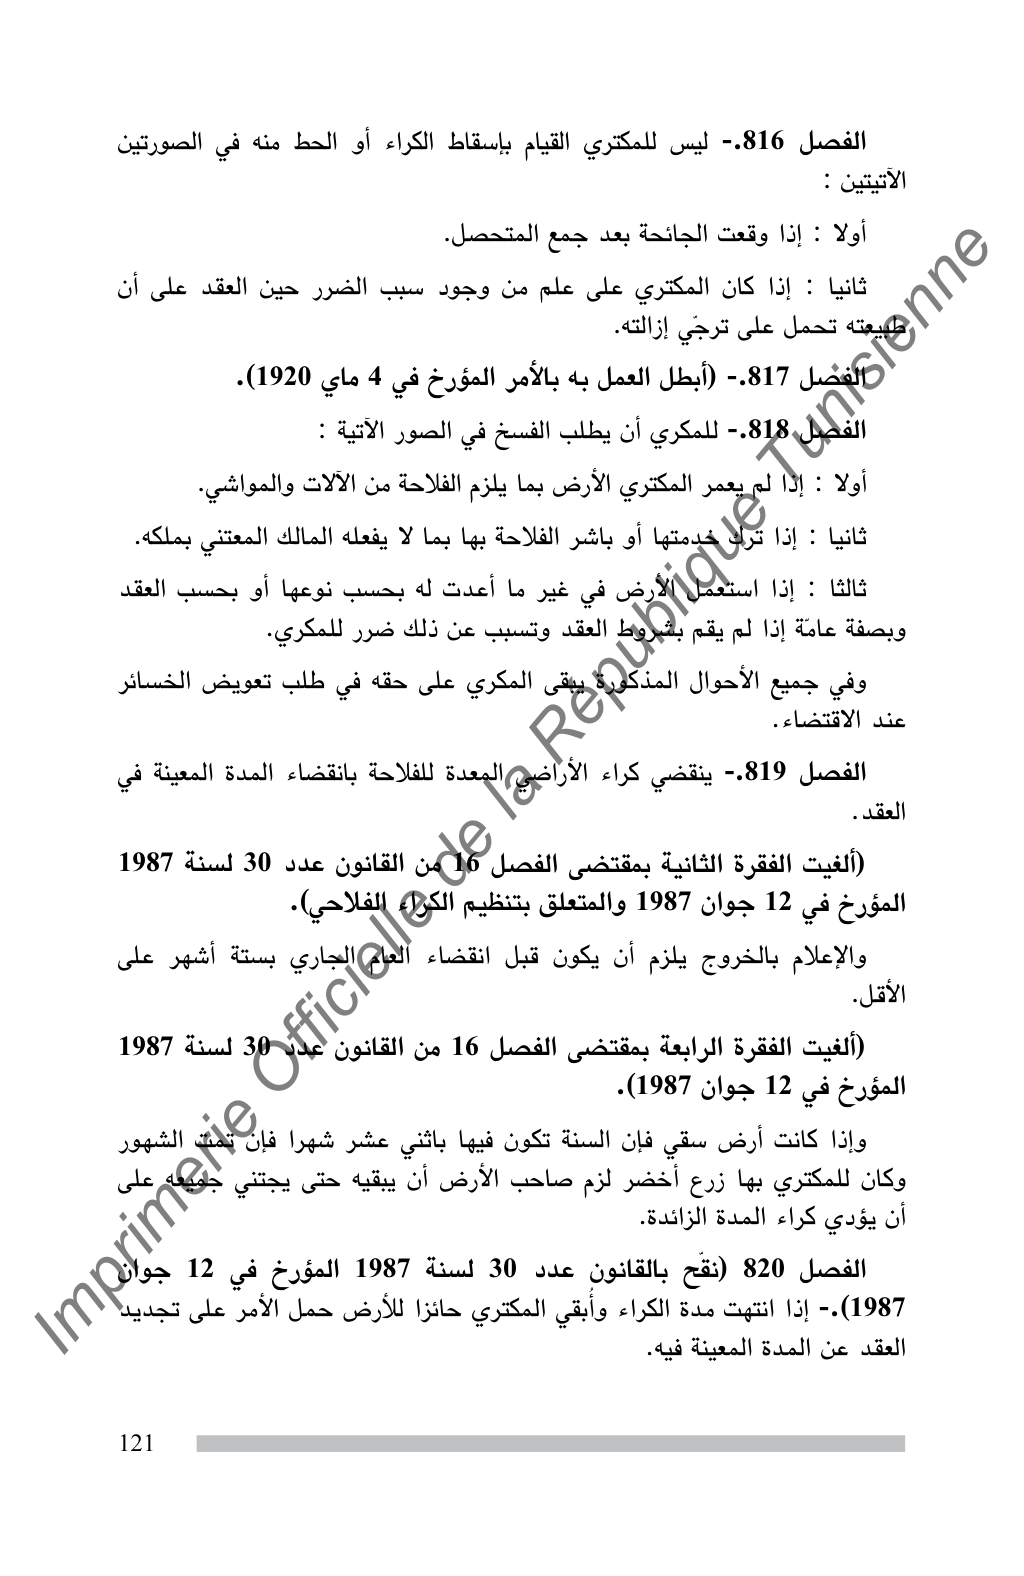 الفصل 816.- ليس للمكتري القيام بإسقاط الكراء أو الحط منه في الصورتين
الآتيتين :
أولا : إذا وقعت الجائحة بعد جمع المتحصل.
ثانيا : إذا كان المكتري على علم من وجود سبب الضرر حين العقد على أن
طبيعته تحمل على ترجّي إزالته.
الفصل 817.- (أبطل العمل به بالأمر المؤرخ في 4 ماي 1920).
الفصل 818.- للمكري أن يطلب الفسخ في الصور الآتية :
أولا : إذا لم يعمر المكتري الأرض بما يلزم الفلاحة من الآلات والمواشي.
ثانيا : إذا ترك خدمتها أو باشر الفلاحة بها بما لا يفعله المالك المعتني بملكه.
ثالثا : إذا استعمل الأرض في غير ما أعدت له بحسب نوعها أو بحسب العقد
وبصفة عامّة إذا لم يقم بشروط العقد وتسبب عن ذلك ضرر للمكري.
وفي جميع الأحوال المذكورة يبقى المكري على حقه في طلب تعويض الخسائر
عند الاقتضاء.
الفصل 819.- ينقضي كراء الأراضي المعدة للفلاحة بانقضاء المدة المعينة في
العقد.
(ألغيت الفقرة الثانية بمقتضى الفصل 16 من القانون عدد 30 لسنة 1987
المؤرخ في 12 جوان 1987 والمتعلق بتنظيم الكراء الفلاحي).
والإعلام بالخروج يلزم أن يكون قبل انقضاء العام الجاري بستة أشهر على
الأقل.
(ألغيت الفقرة الرابعة بمقتضى الفصل 16 من القانون عدد 30 لسنة 1987
المؤرخ في 12 جوان 1987).
وإذا كانت أرض سقي فإن السنة تكون فيها باثني عشر شهرا فإن تمت الشهور
وكان للمكتري بها زرع أخضر لزم صاحب الأرض أن يبقيه حتى يجتني جميعه على
أن يؤدي كراء المدة الزائدة.
الفصل 820 (نقّح بالقانون عدد 30 لسنة 1987 المؤرخ في 12 جوان
1987).- إذا انتهت مدة الكراء وأُبقي المكتري حائزا للأرض حمل الأمر على تجديد
العقد عن المدة المعينة فيه.
121
Imprimerie Officielle de la République Tunisienne